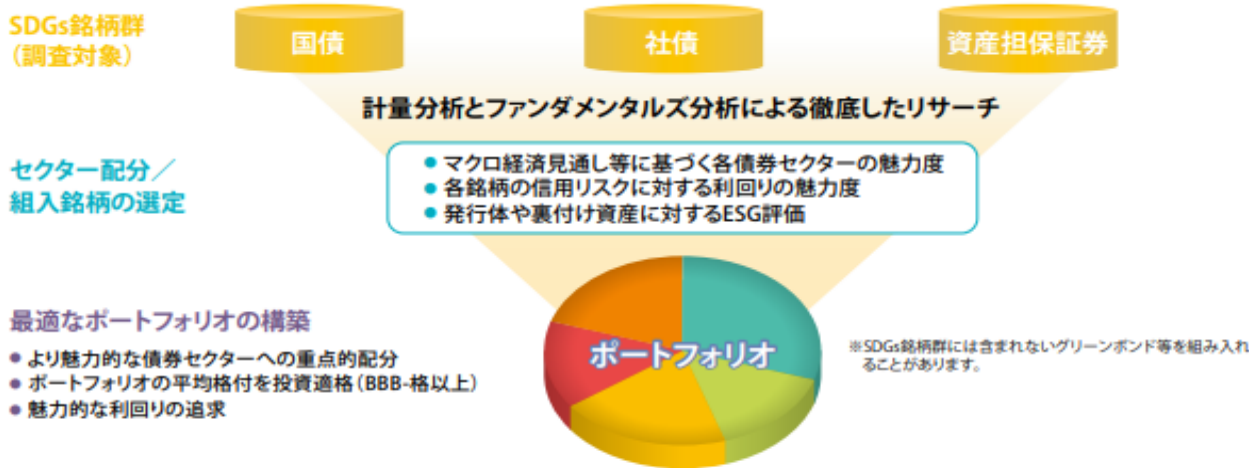 SDGs銘柄群
（調査対象）
国債
社債
資産担保証券
計量分析とファンダメンタルズ分析による徹底したリサーチ
セクター配分／
組入銘柄の選定
● マクロ経済見通し等に基づく各債券セクターの魅力度
● 各銘柄の信用リスクに対する利回りの魅力度
● 発行体や裏付け資産に対するESG評価
最適なポートフォリオの構築
● より魅力的な債券セクターへの重点的配分
● ポートフォリオの平均格付を投資適格（BBB-格以上）
● 魅力的な利回りの追求
ポートフォリオ
※SDGs銘柄群には含まれないグリーンボンド等を組み入れ
ることがあります。